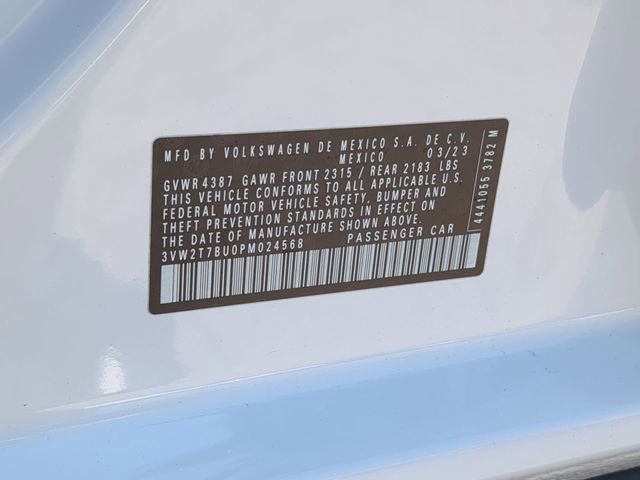 MFD BY VOLKSWAGEN DE MEXICO S.A. DE C.V.
MEXICO 03/23
GVWR 4387 GAWR FRONT 2315 / REAR 2183 LBS
THIS VEHICLE CONFORMS TO ALL APPLICABLE U.S.
FEDERAL MOTOR VEHICLE SAFETY, BUMPER AND
THEFT PREVENTION STANDARDS IN EFFECT ON
THE DATE OF MANUFACTURE SHOWN ABOVE.
3VW2T7BU0PM024568 PASSENGER CAR
4441055 3782 M